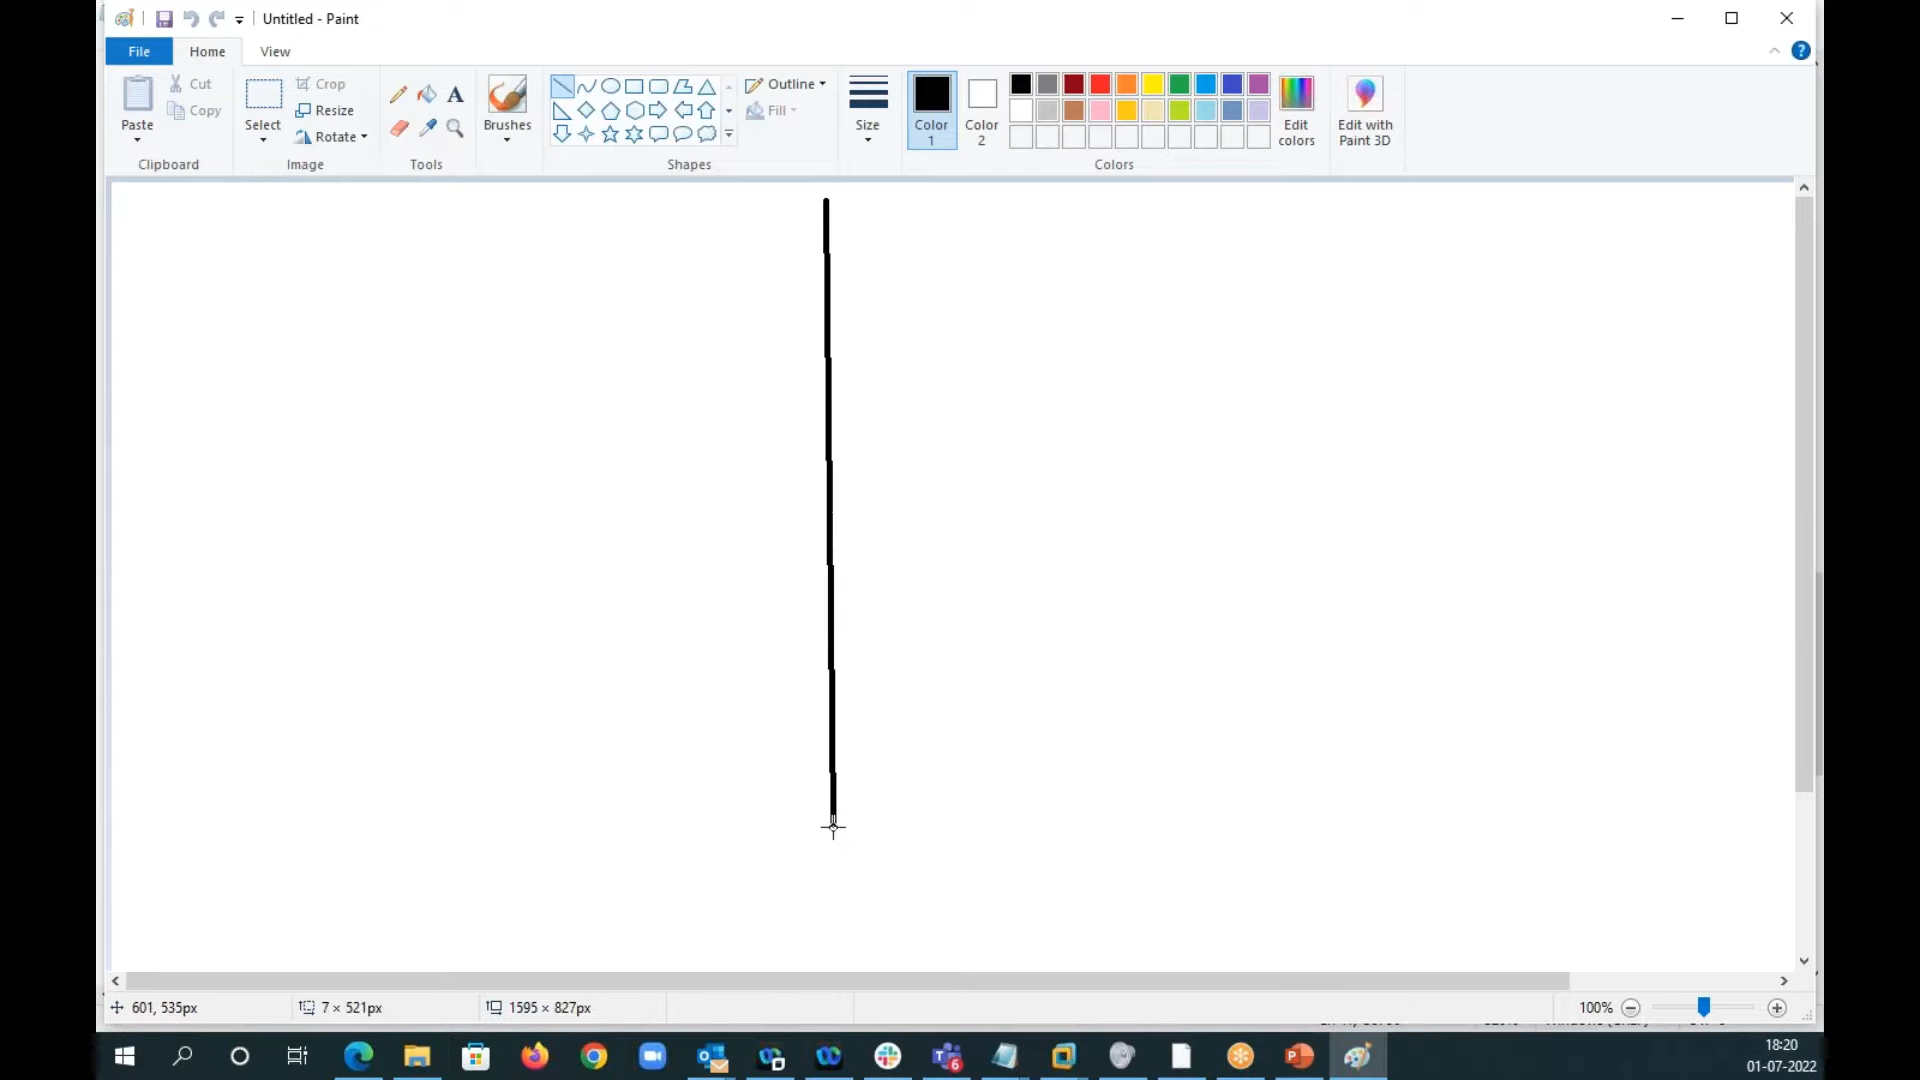 Untitled - Paint
File Home View
Paste
Cut
Copy
Clipboard
Select
Crop
Resize
Rotate
Image
A
Tools
Brushes
Shapes
Outline
Fill
Size
Color 1
Color 2
Colors
Edit colors
Edit with Paint 3D
?
601, 535px
7 × 521px
1595 × 827px
100%
6
18:20
01-07-2022